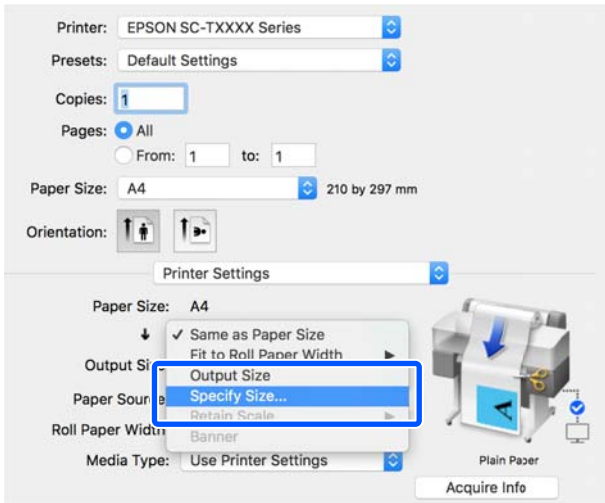 Printer: EPSON SC-TXXXX Series
Presets: Default Settings
Copies: 1
Pages: All
From: 1 to: 1
Paper Size: A4 210 by 297 mm
Orientation:
Printer Settings
Paper Size: A4
✓ Same as Paper Size
Fit to Roll Paper Width
Output Size
Output Size
Paper Source
Specify Size...
Retain Scale
Roll Paper Width
Banner
Media Type: Use Printer Settings
Plain Paper
Acquire Info